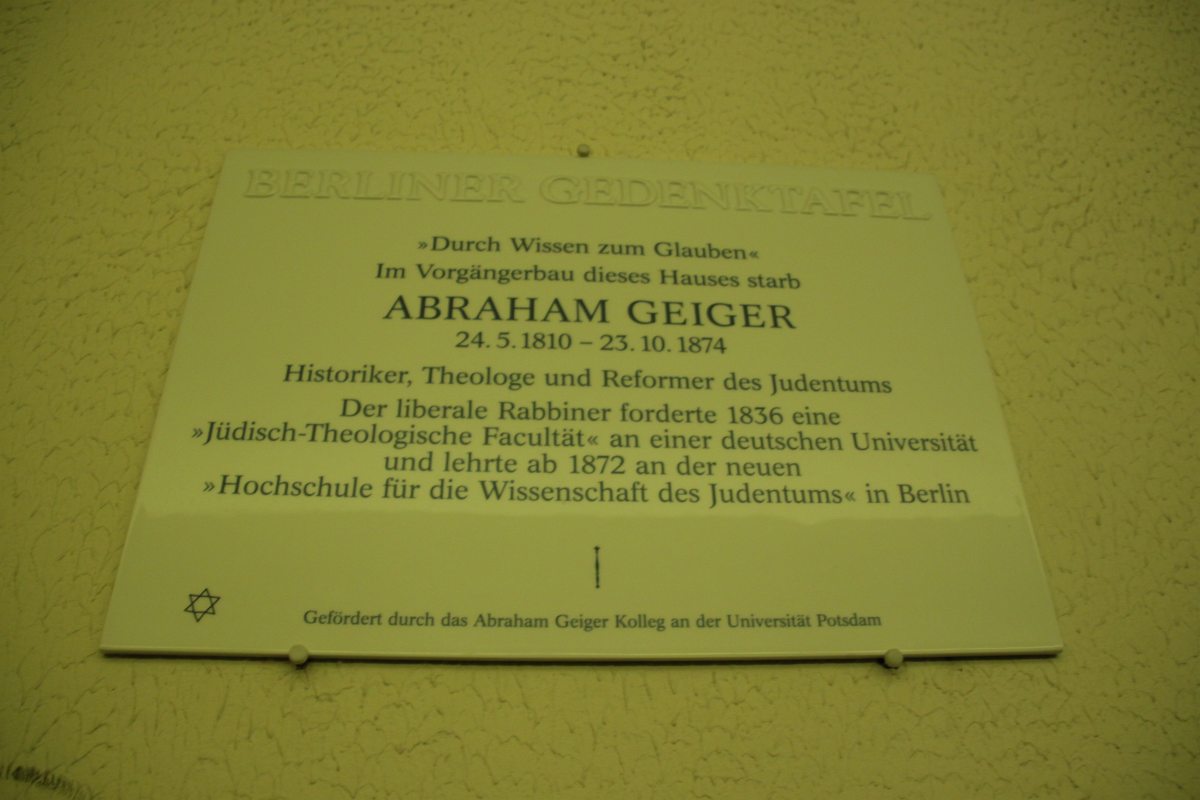 BERLINER GEDENKTAFEL
»Durch Wissen zum Glauben«
Im Vorgängerbau dieses Hauses starb
ABRAHAM GEIGER
24. 5. 1810 – 23. 10. 1874
Historiker, Theologe und Reformer des Judentums
Der liberale Rabbiner forderte 1836 eine
»Jüdisch-Theologische Facultät« an einer deutschen Universität
und lehrte ab 1872 an der neuen
»Hochschule für die Wissenschaft des Judentums« in Berlin
Gefördert durch das Abraham Geiger Kolleg an der Universität Potsdam